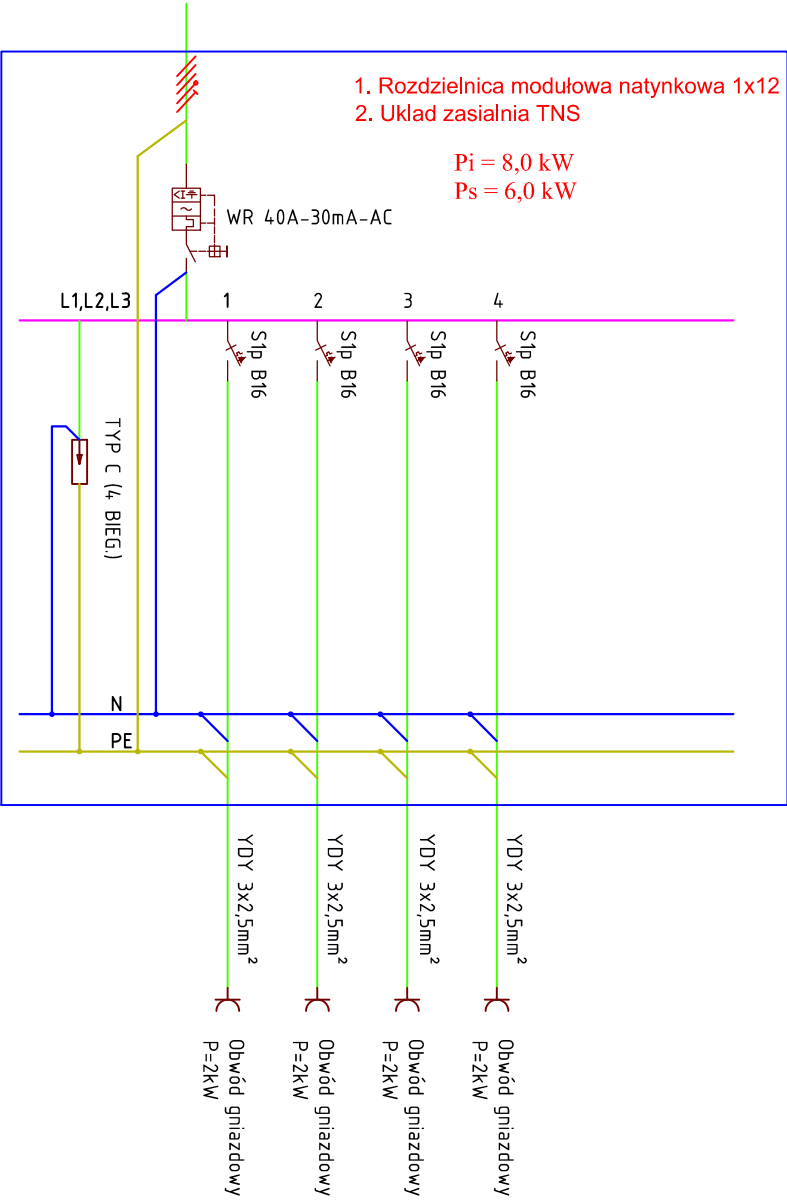 1. Rozdzielnica modułowa natynkowa 1x12
2. Uklad zasialnia TNS
Pi = 8,0 kW
Ps = 6,0 kW
WR 40A-30mA-AC
L1,L2,L3
1
2
3
4
S1p B16
S1p B16
S1p B16
S1p B16
TYP C (4 BIEG.)
N
PE
YDY 3x2,5mm²
YDY 3x2,5mm²
YDY 3x2,5mm²
YDY 3x2,5mm²
Obwód gniazdowy
P=2kW
Obwód gniazdowy
P=2kW
Obwód gniazdowy
P=2kW
Obwód gniazdowy
P=2kW